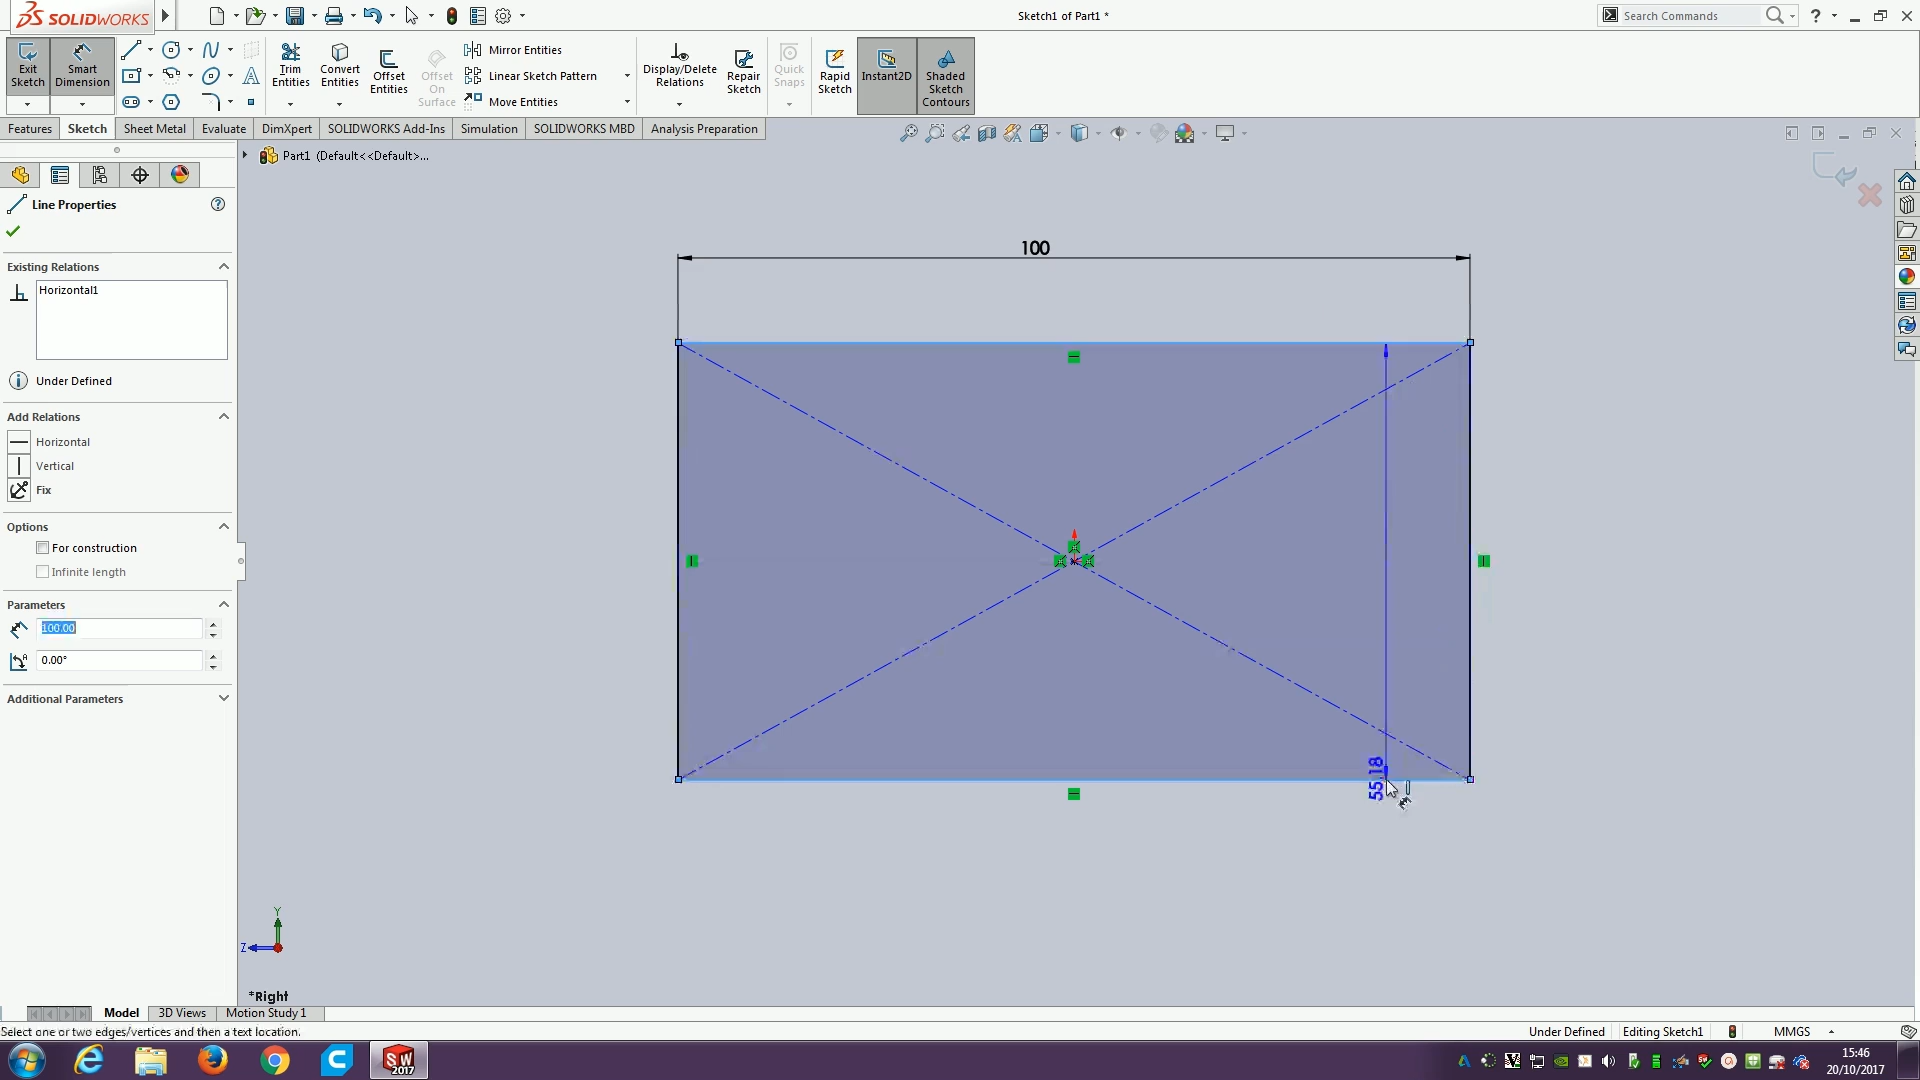 SOLIDWORKS
Sketch1 of Part1 *
Search Commands
Exit Sketch
Smart Dimension
Trim Entities
Convert Entities
Offset Entities
Offset On Surface
Mirror Entities
Linear Sketch Pattern
Move Entities
Display/Delete Relations
Repair Sketch
Quick Snaps
Rapid Sketch
Instant2D
Shaded Sketch Contours
Features
Sketch
Sheet Metal
Evaluate
DimXpert
SOLIDWORKS Add-Ins
Simulation
SOLIDWORKS MBD
Analysis Preparation
Part1 (Default<<Default>...
Line Properties
Existing Relations
Horizontal1
Under Defined
Add Relations
Horizontal
Vertical
Fix
Options
For construction
Infinite length
Parameters
100.00
0.00°
Additional Parameters
100
55.18
Y
Z
*Right
Model
3D Views
Motion Study 1
Select one or two edges/vertices and then a text location.
Under Defined
Editing Sketch1
MMGS
SW
2017
15:46
20/10/2017